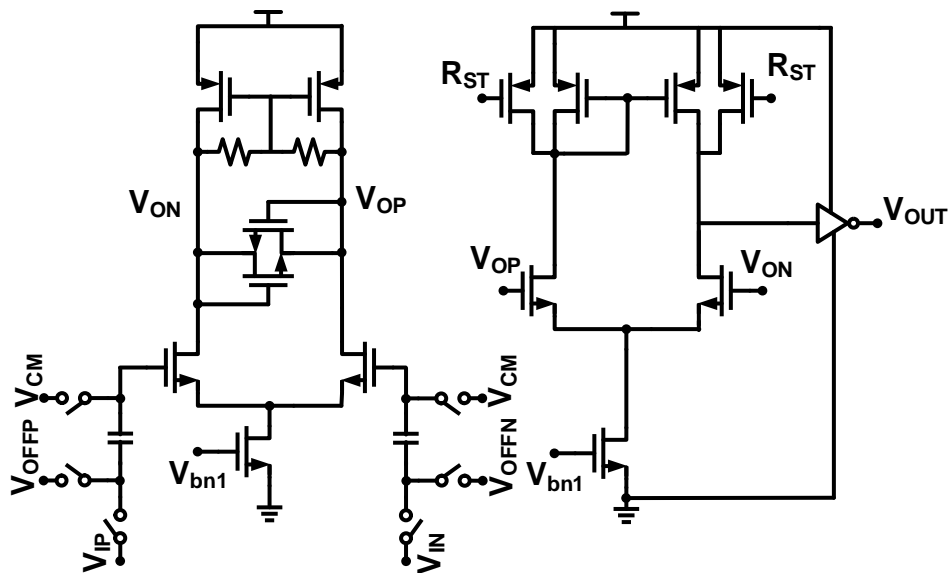 R_ST
R_ST
V_ON
V_OP
V_OUT
V_OP
V_ON
V_CM
V_CM
V_OFFP
V_OFFN
V_bn1
V_bn1
V_IP
V_IN